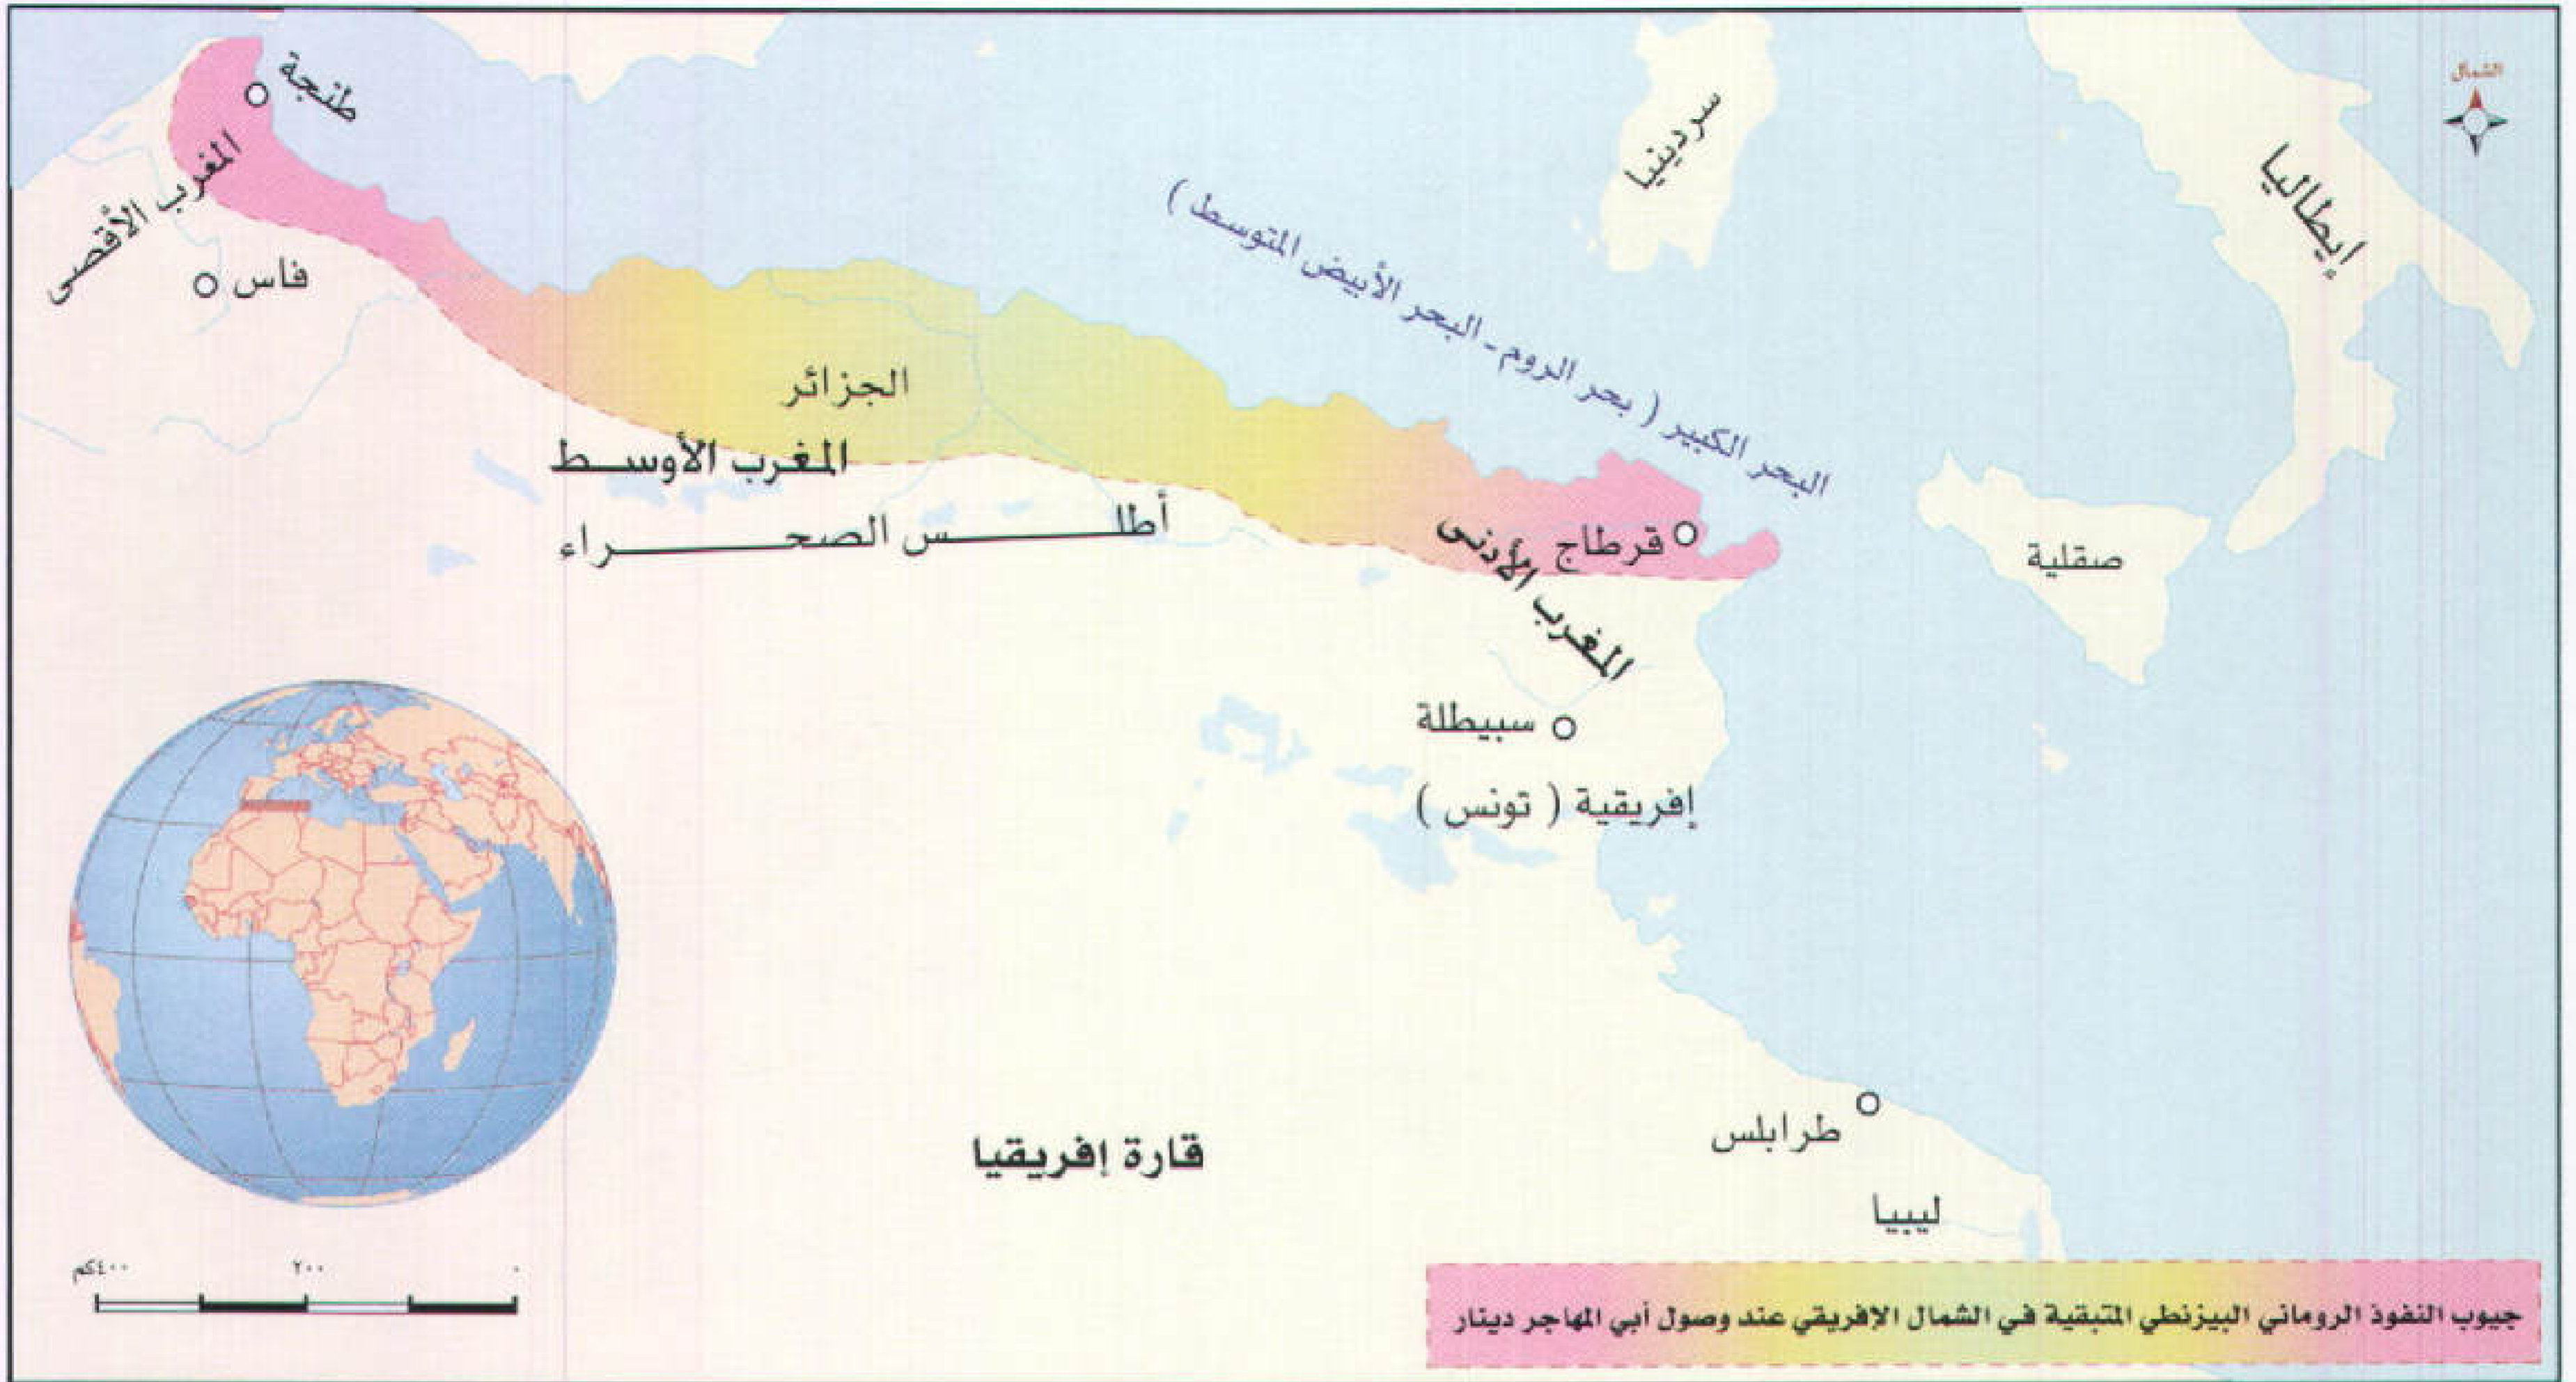 الشمال
إيطاليا
سردينيا
طنجة
المغرب الأقصى
فاس
البحر الكبير ( بحر الروم - البحر الأبيض المتوسط )
الجزائر
المغرب الأوسط
أطلس الصحراء
قرطاج
المغرب الأدنى
صقلية
سبيطلة
إفريقية ( تونس )
قارة إفريقيا
طرابلس
ليبيا
٠ ٢٠٠ ٤٠٠كم
جيوب النفوذ الروماني البيزنطي المتبقية في الشمال الإفريقي عند وصول أبي المهاجر دينار